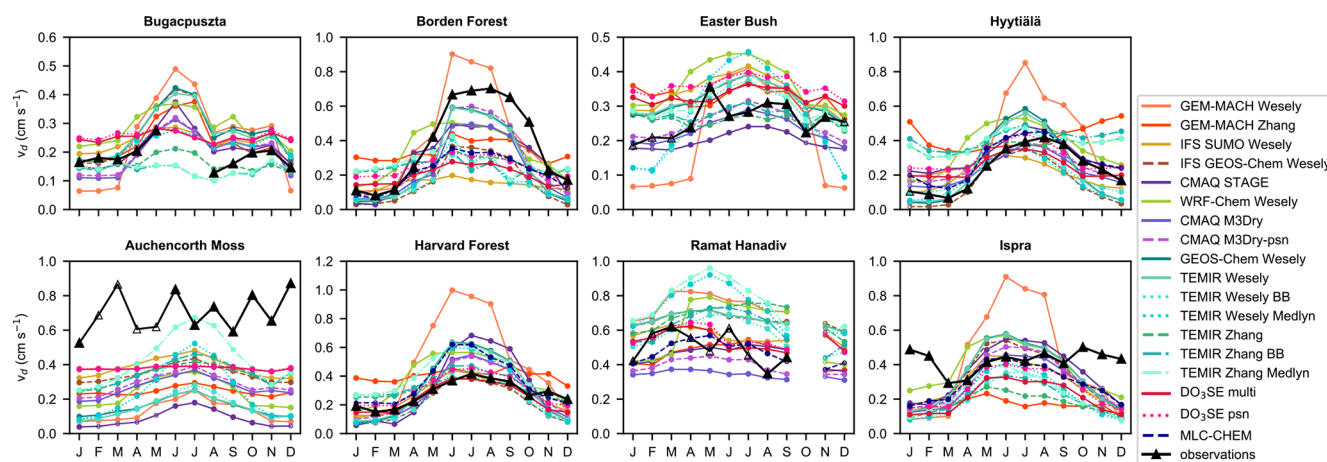 Bugacpuszta
Borden Forest
Easter Bush
Hyytiälä
v_d (cm s⁻¹)
0.6
0.5
0.4
0.3
0.2
0.1
0.0
1.0
0.8
0.6
0.4
0.2
0.0
0.5
0.4
0.3
0.2
0.1
0.0
1.0
0.8
0.6
0.4
0.2
0.0
Auchencorth Moss
Harvard Forest
Ramat Hanadiv
Ispra
v_d (cm s⁻¹)
1.0
0.8
0.6
0.4
0.2
0.0
1.2
1.0
0.8
0.6
0.4
0.2
0.0
1.0
0.8
0.6
0.4
0.2
0.0
1.0
0.8
0.6
0.4
0.2
0.0
J F M A M J J A S O N D
J F M A M J J A S O N D
J F M A M J J A S O N D
J F M A M J J A S O N D
GEM-MACH Wesely
GEM-MACH Zhang
IFS SUMO Wesely
IFS GEOS-Chem Wesely
CMAQ STAGE
WRF-Chem Wesely
CMAQ M3Dry
CMAQ M3Dry-psn
GEOS-Chem Wesely
TEMIR Wesely
TEMIR Wesely BB
TEMIR Wesely Medlyn
TEMIR Zhang
TEMIR Zhang BB
TEMIR Zhang Medlyn
DO₃SE multi
DO₃SE psn
MLC-CHEM
observations